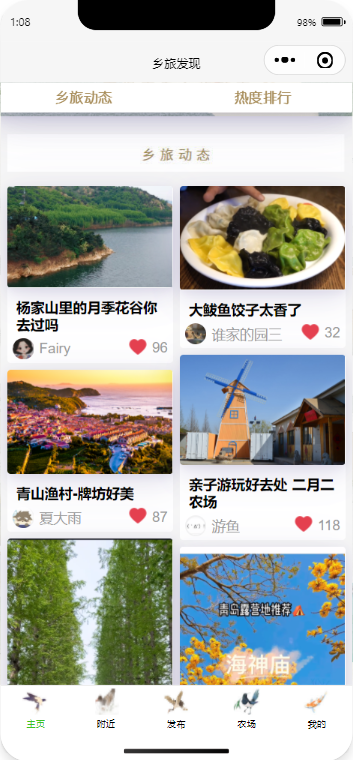 1:08
98%
乡旅发现
乡旅动态
热度排行
乡旅动态
杨家山里的月季花谷你
去过吗
Fairy
96
大鲅鱼饺子太香了
谁家的园三
32
青山渔村-牌坊好美
夏大雨
87
亲子游玩好去处 二月二
农场
游鱼
118
青岛露营地推荐
海神庙
主页
附近
发布
农场
我的